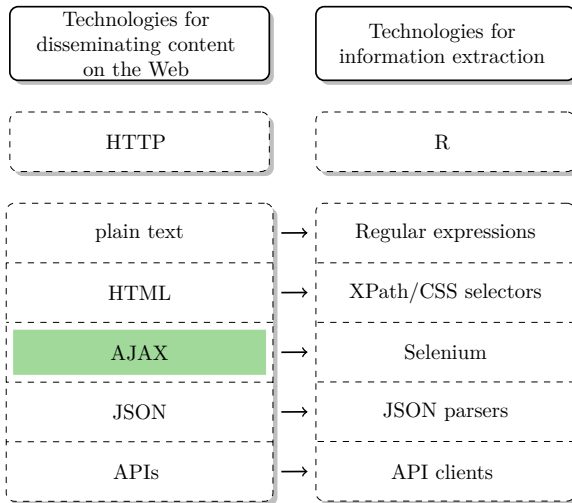 Technologies for
disseminating content
on the Web
Technologies for
information extraction
HTTP
R
plain text
Regular expressions
HTML
XPath/CSS selectors
AJAX
Selenium
JSON
JSON parsers
APIs
API clients